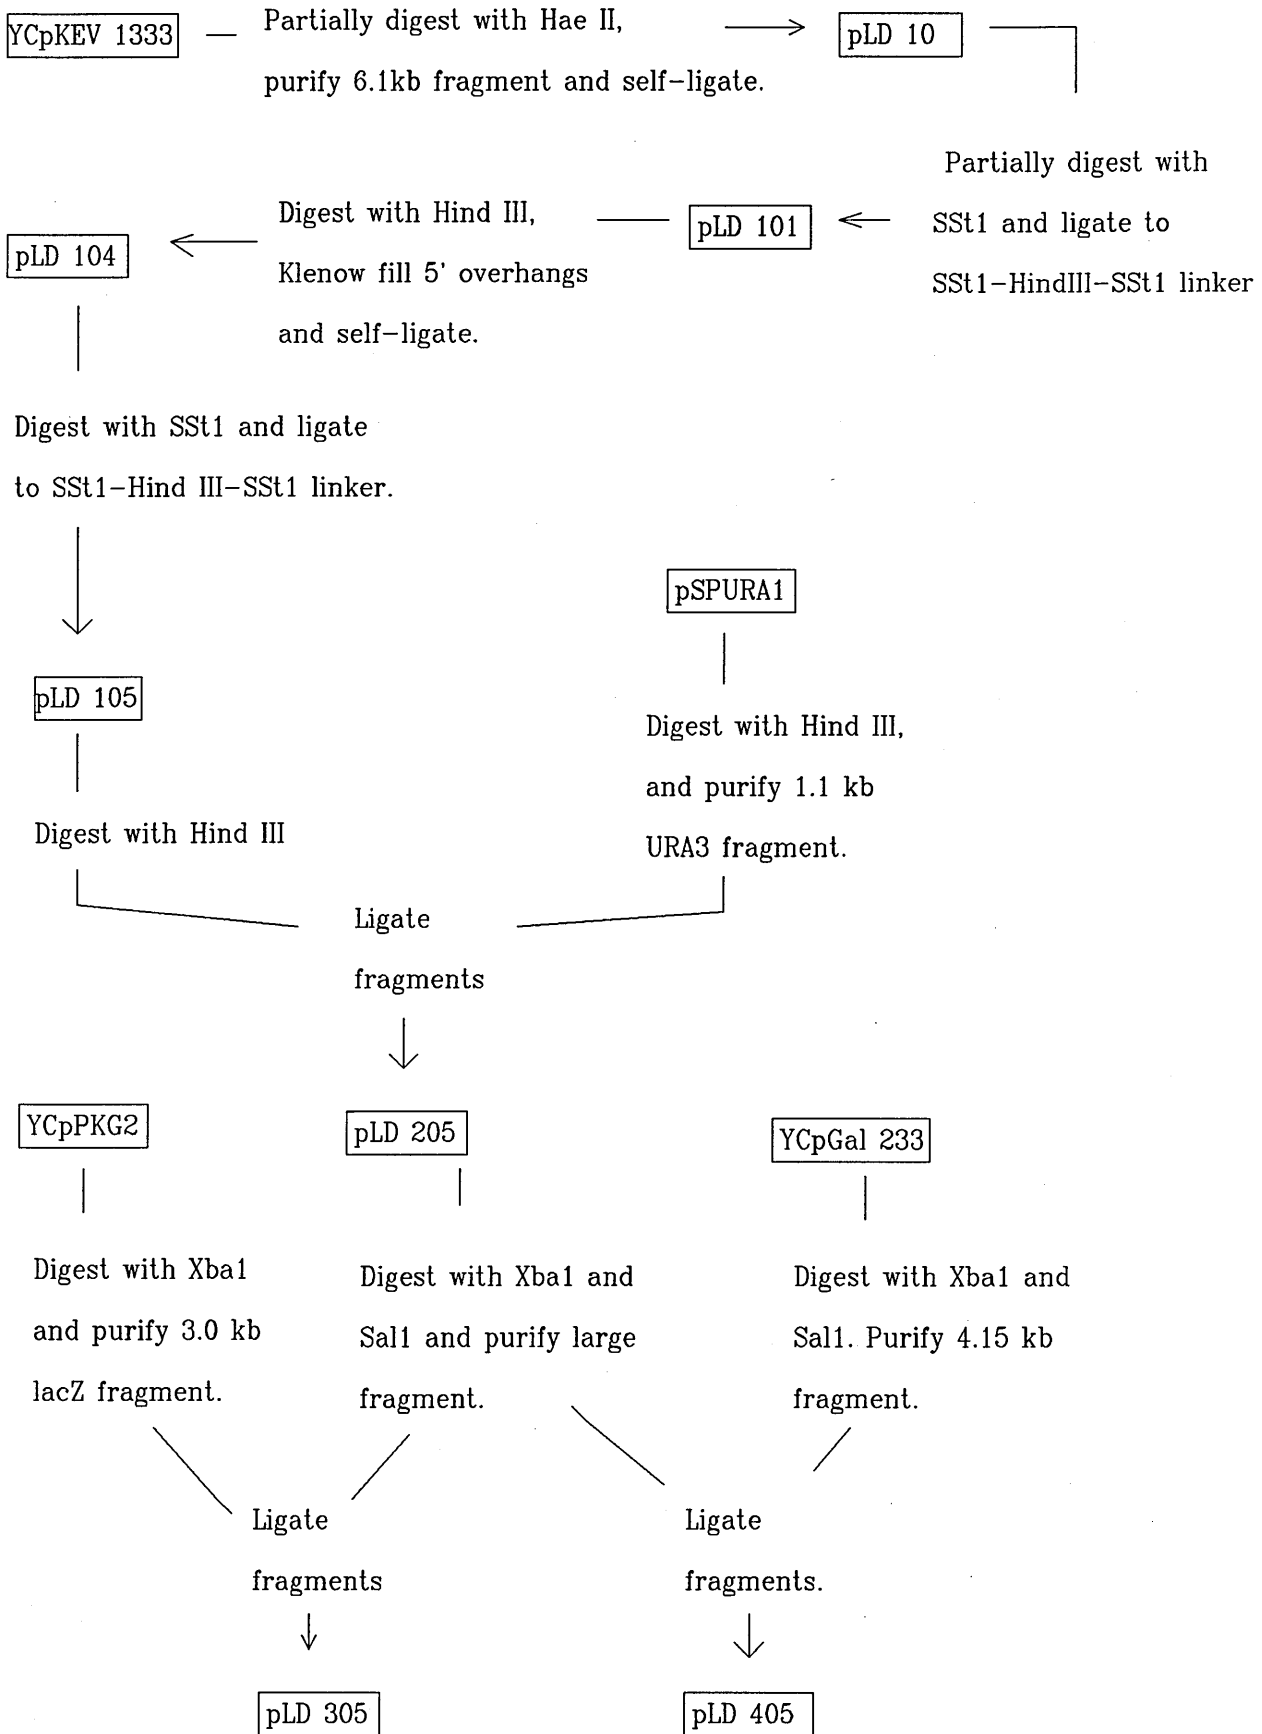 YCpKEV 1333
Partially digest with Hae II,
purify 6.1kb fragment and self-ligate.
pLD 10
Partially digest with
SSt1 and ligate to
SSt1-HindIII-SSt1 linker
pLD 101
Digest with Hind III,
Klenow fill 5' overhangs
and self-ligate.
pLD 104
Digest with SSt1 and ligate
to SSt1-Hind III-SSt1 linker.
pLD 105
Digest with Hind III
pSPURA1
Digest with Hind III,
and purify 1.1 kb
URA3 fragment.
Ligate
fragments
YCpPKG2
pLD 205
YCpGal 233
Digest with Xba1
and purify 3.0 kb
lacZ fragment.
Digest with Xba1 and
Sal1 and purify large
fragment.
Digest with Xba1 and
Sal1. Purify 4.15 kb
fragment.
Ligate
fragments
Ligate
fragments.
pLD 305
pLD 405